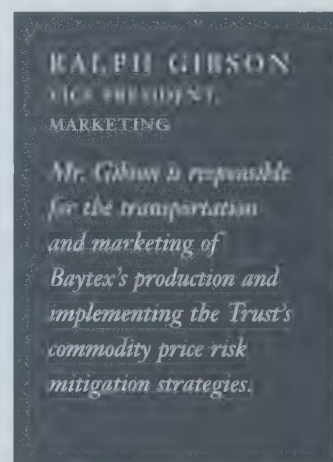 RALPH GIBSON
VICE PRESIDENT,
MARKETING
Mr. Gibson is responsible
for the transportation
and marketing of
Baytex's production and
implementing the Trust's
commodity price risk
mitigation strategies.